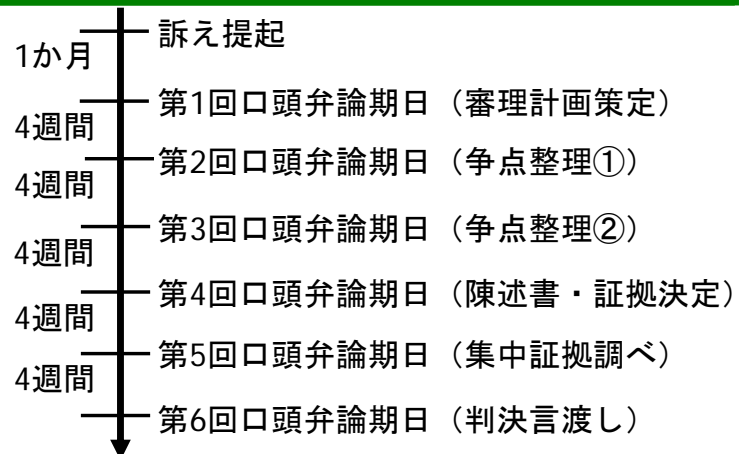 訴え提起
1か月
第1回口頭弁論期日（審理計画策定）
4週間
第2回口頭弁論期日（争点整理①）
4週間
第3回口頭弁論期日（争点整理②）
4週間
第4回口頭弁論期日（陳述書・証拠決定）
4週間
第5回口頭弁論期日（集中証拠調べ）
4週間
第6回口頭弁論期日（判決言渡し）